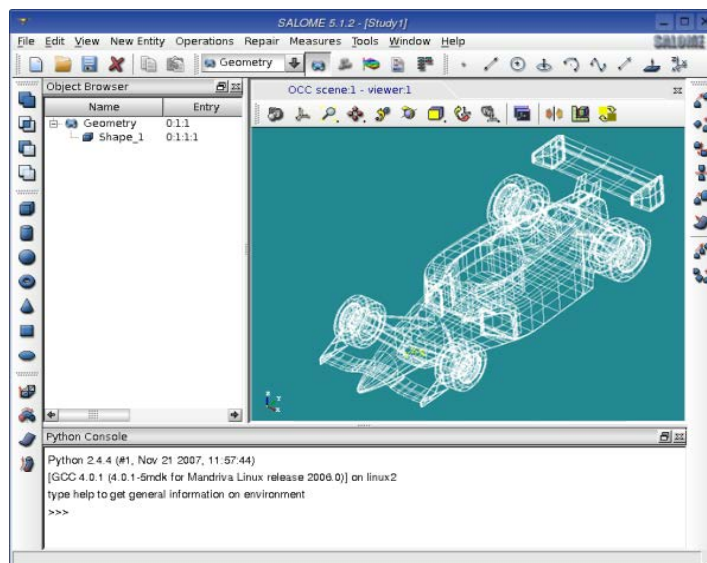 SALOME 5.1.2 - [Study1]
File Edit View New Entity Operations Repair Measures Tools Window Help
SALOME
Geometry
Object Browser
OCC scene:1 - viewer:1
Name Entry
Geometry 0:1:1
Shape_1 0:1:1:1
Z Y X
Python Console
Python 2.4.4 (#1, Nov 21 2007, 11:57:44)
[GCC 4.0.1 (4.0.1-5mdk for Mandriva Linux release 2006.0)] on linux2
type help to get general information on environment
>>>